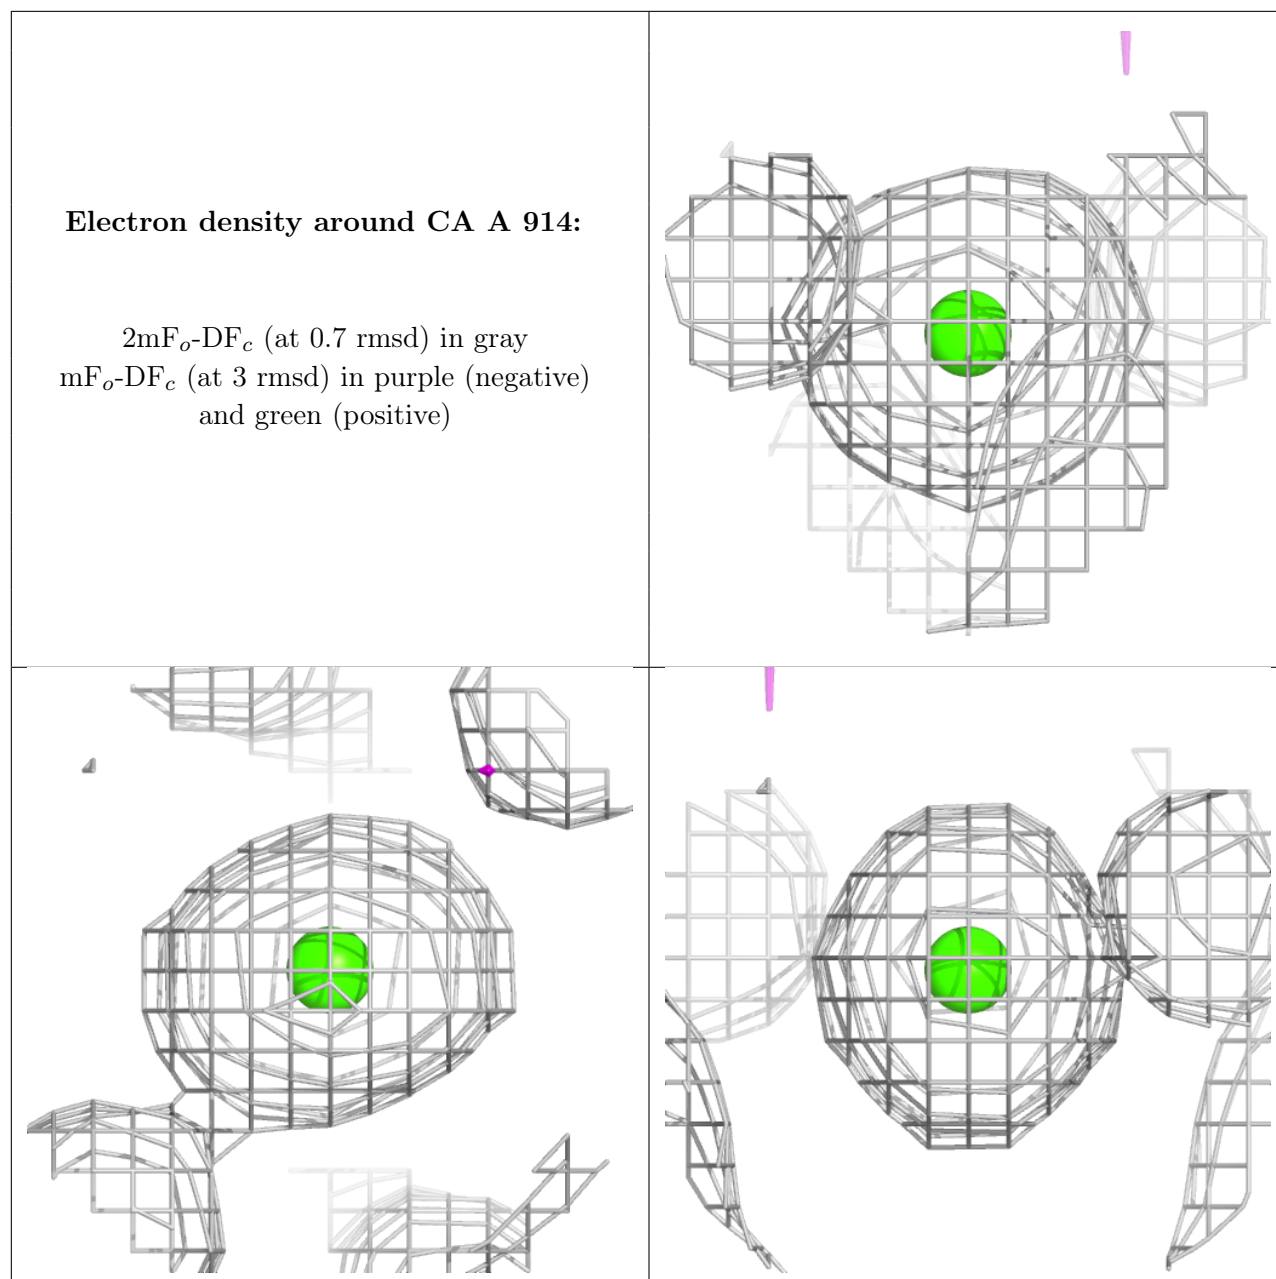 Electron density around CA A 914:
2mFₒ-DF𝒸 (at 0.7 rmsd) in gray
mFₒ-DF𝒸 (at 3 rmsd) in purple (negative)
and green (positive)